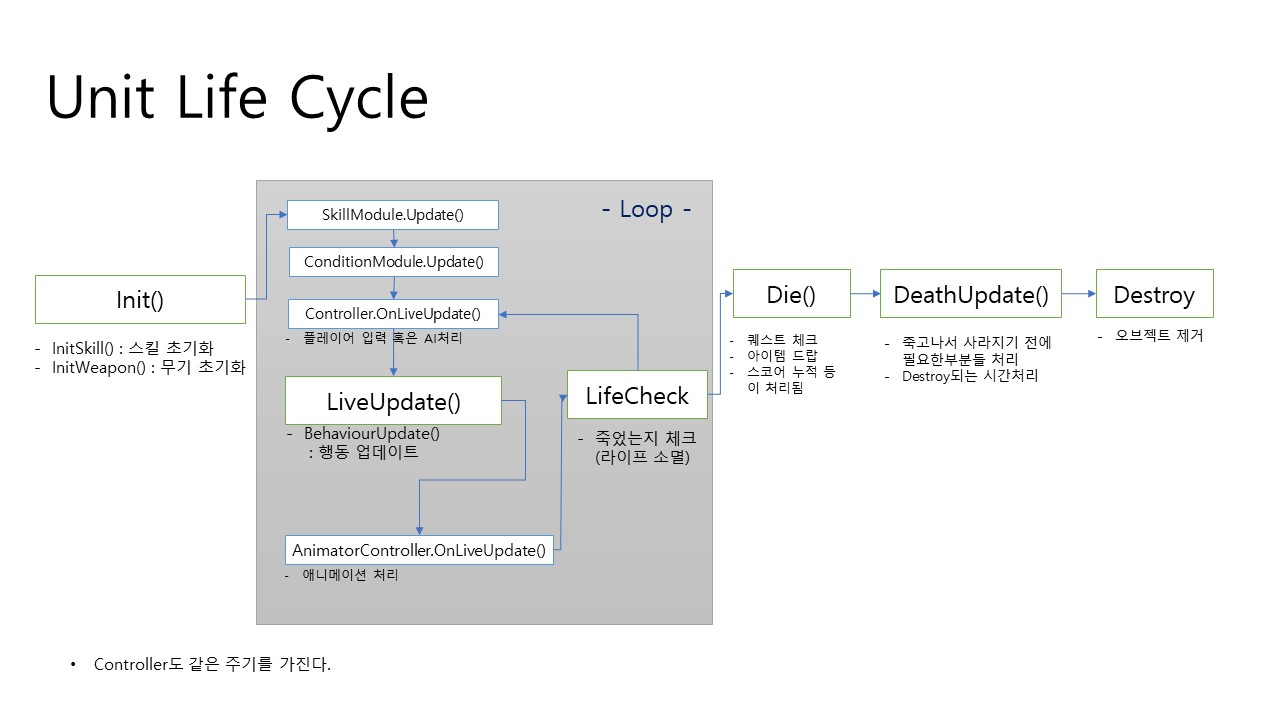 Unit Life Cycle
- Loop -
SkillModule.Update()
ConditionModule.Update()
Init()
- InitSkill() : 스킬 초기화
- InitWeapon() : 무기 초기화
Controller.OnLiveUpdate()
- 플레이어 입력 혹은 AI처리
LiveUpdate()
- BehaviourUpdate()
: 행동 업데이트
AnimatorController.OnLiveUpdate()
- 애니메이션 처리
LifeCheck
- 죽었는지 체크
(라이프 소멸)
Die()
- 퀘스트 체크
- 아이템 드랍
- 스코어 누적 등
이 처리됨
DeathUpdate()
- 죽고나서 사라지기 전에
필요한부분들 처리
- Destroy되는 시간처리
Destroy
- 오브젝트 제거
• Controller도 같은 주기를 가진다.